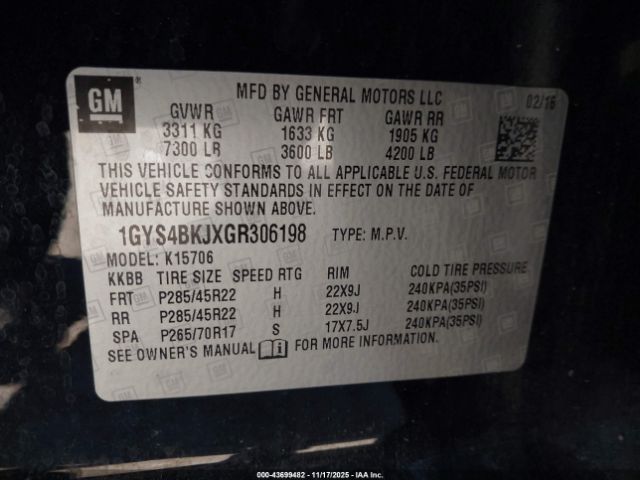 GM
MFD BY GENERAL MOTORS LLC
02/16
GVWR GAWR FRT GAWR RR
3311 KG 1633 KG 1905 KG
7300 LB 3600 LB 4200 LB
THIS VEHICLE CONFORMS TO ALL APPLICABLE U.S. FEDERAL MOTOR
VEHICLE SAFETY STANDARDS IN EFFECT ON THE DATE OF
MANUFACTURE SHOWN ABOVE.
1GYS4BKJXGR306198 TYPE: M.P.V.
MODEL: K15706
KKBB TIRE SIZE SPEED RTG RIM COLD TIRE PRESSURE
FRT P285/45R22 H 22X9J 240KPA(35PSI)
RR P285/45R22 H 22X9J 240KPA(35PSI)
SPA P265/70R17 S 17X7.5J 240KPA(35PSI)
SEE OWNER'S MANUAL FOR MORE INFORMATION.
000-43699482 - 11/17/2025 - IAA Inc.